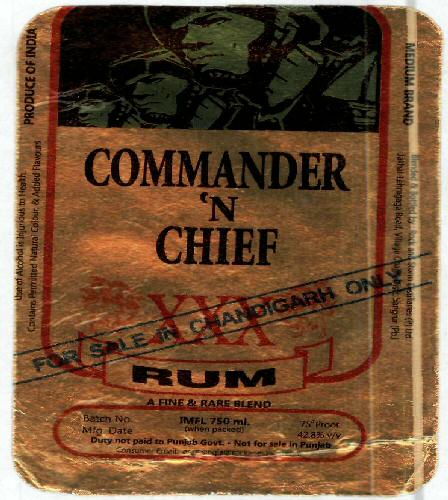 PRODUCE OF INDIA
Use of Alcohol is Injurious to Health
Contains Permitted Natural Colour & Added Flavours
MEDIUM BRAND
COMMANDER
'N
CHIEF
XXX
FOR SALE IN CHANDIGARH ONLY
RUM
A FINE & RARE BLEND
Batch No.
Mfg. Date
IMFL 750 ml.
(when packed)
75° Proof
42.8% v/v
Duty not paid to Punjab Govt. - Not for sale in Punjab
Consumer